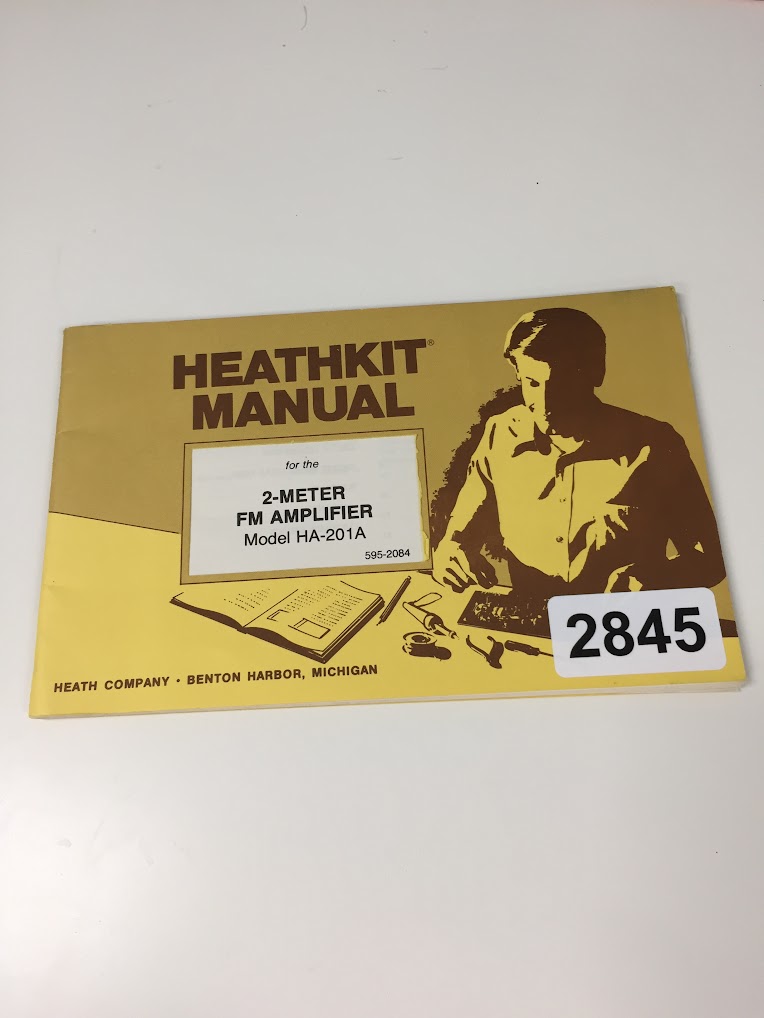 HEATHKIT®
MANUAL
for the
2-METER
FM AMPLIFIER
Model HA-201A
595-2084
HEATH COMPANY • BENTON HARBOR, MICHIGAN
2845